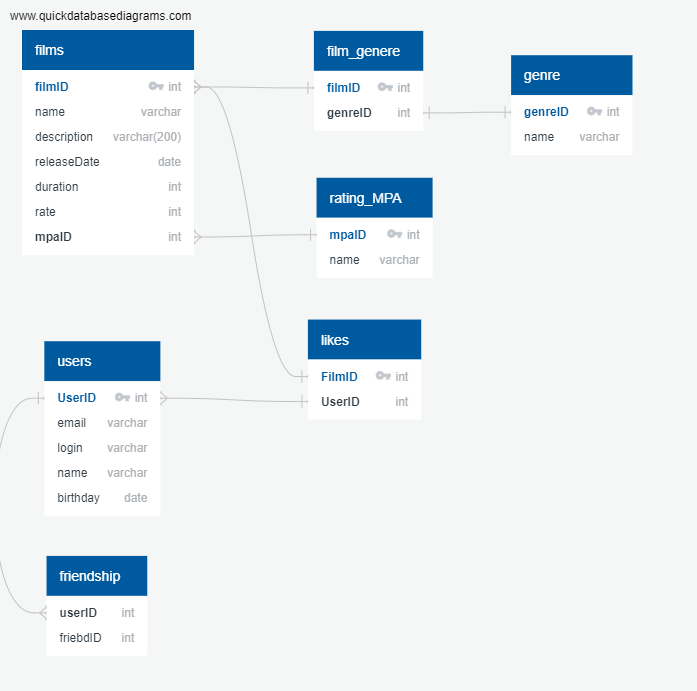 www.quickdatabasediagrams.com
films
filmID int
name varchar
description varchar(200)
releaseDate date
duration int
rate int
mpaID int
film_genere
filmID int
genreID int
genre
genreID int
name varchar
rating_MPA
mpaID int
name varchar
likes
FilmID int
UserID int
users
UserID int
email varchar
login varchar
name varchar
birthday date
friendship
userID int
friebdID int